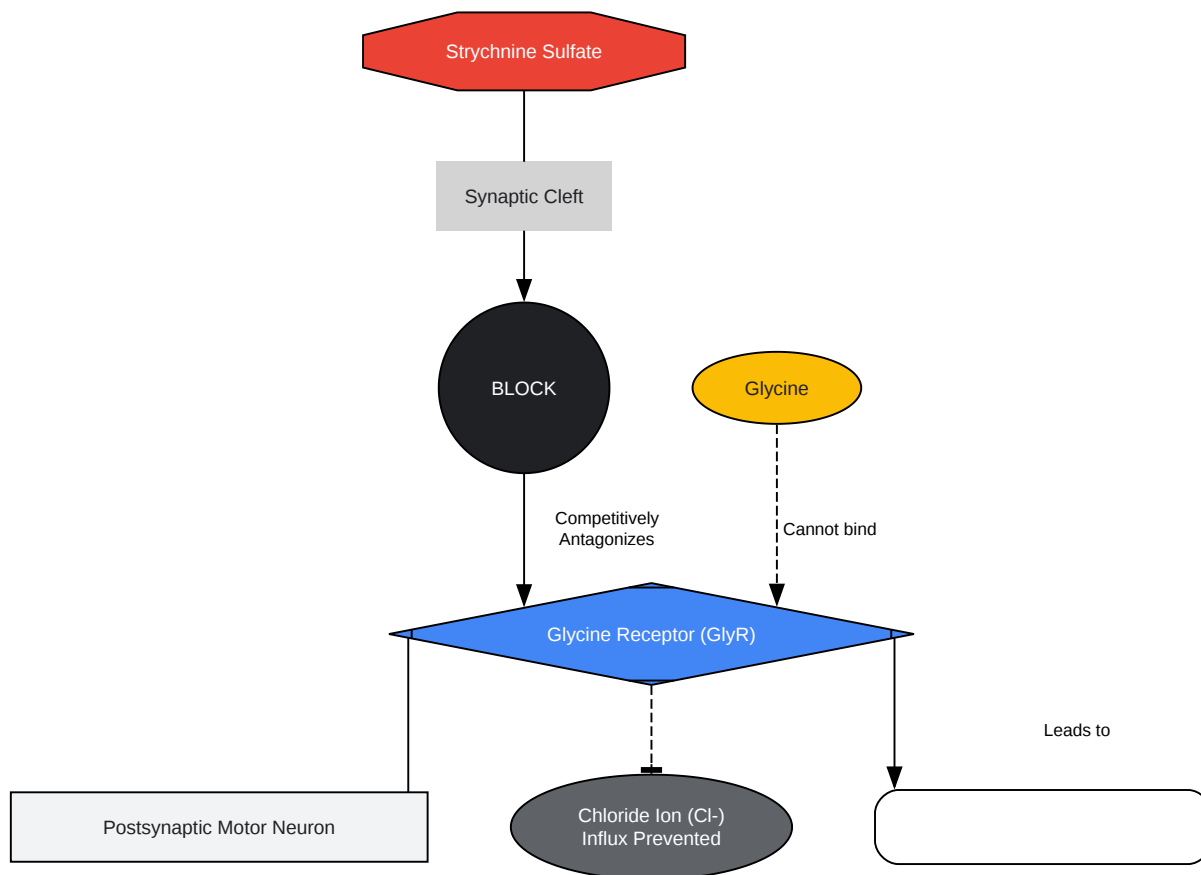 Strychnine Sulfate
Synaptic Cleft
BLOCK
Glycine
Competitively
Antagonizes
Cannot bind
Glycine Receptor (GlyR)
Leads to
Postsynaptic Motor Neuron
Chloride Ion (Cl-)
Influx Prevented